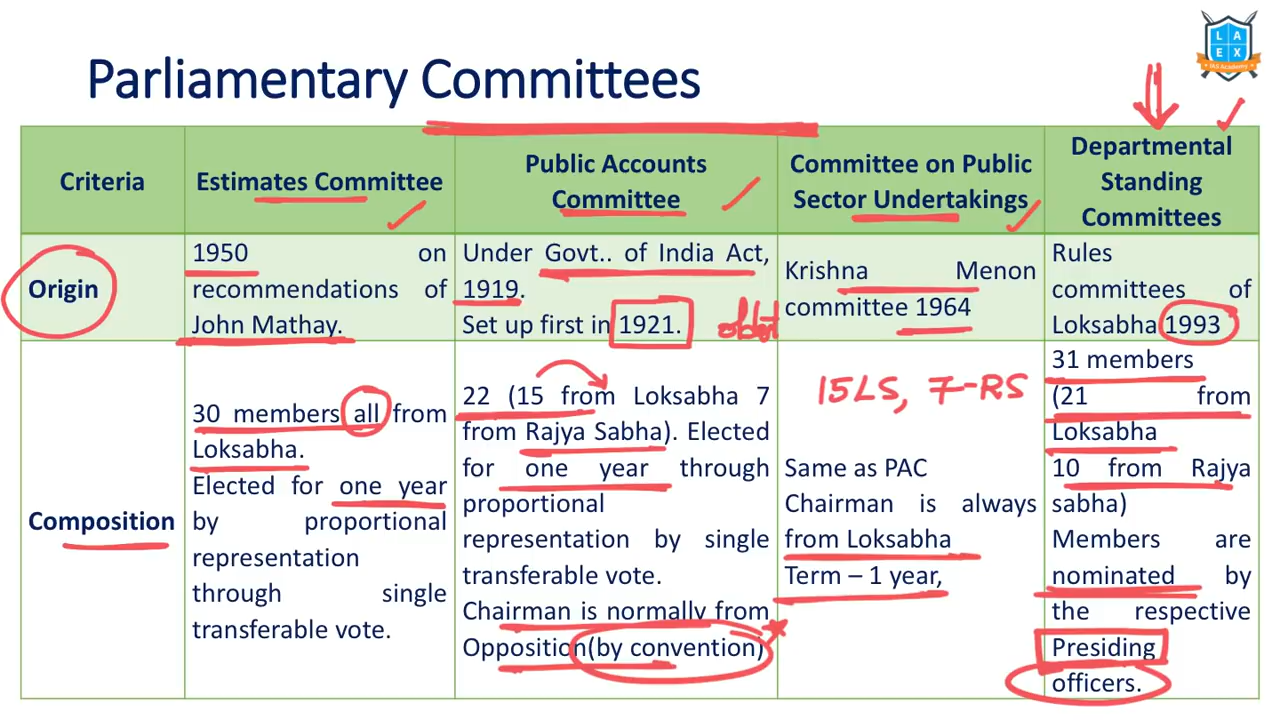 L A
E X
IAS Academy
Parliamentary Committees
Criteria
Estimates Committee
Public Accounts
Committee
Committee on Public
Sector Undertakings
Departmental
Standing
Committees
Origin
1950 on
recommendations of
John Mathay.
Under Govt.. of India Act,
1919.
Set up first in 1921.
oldest
Krishna Menon
committee 1964
Rules
committees of
Loksabha 1993
Composition
30 members all from
Loksabha.
Elected for one year
by proportional
representation
through single
transferable vote.
22 (15 from Loksabha 7
from Rajya Sabha). Elected
for one year through
proportional
representation by single
transferable vote.
Chairman is normally from
Opposition(by convention)
15LS, 7-RS
Same as PAC
Chairman is always
from Loksabha
Term – 1 year,
31 members
(21 from
Loksabha
10 from Rajya
sabha)
Members are
nominated by
the respective
Presiding
officers.